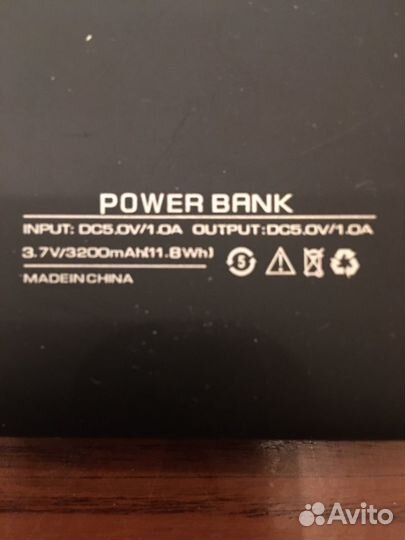 POWER BANK
INPUT: DC5.0V/1.0A OUTPUT:DC5.0V/1.0A
3.7V/3200mAh(11.8Wh)
MADEINCHINA
5
Avito